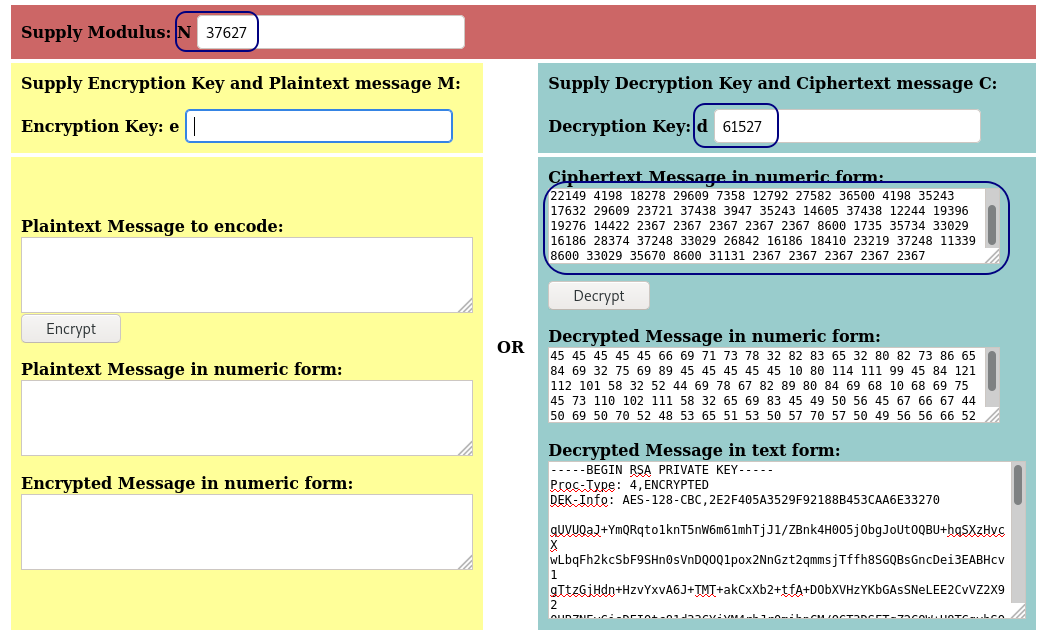 Supply Modulus: N 37627
Supply Encryption Key and Plaintext message M:
Encryption Key: e
Plaintext Message to encode:
Encrypt
Plaintext Message in numeric form:
Encrypted Message in numeric form:
OR
Supply Decryption Key and Ciphertext message C:
Decryption Key: d 61527
Ciphertext Message in numeric form:
22149 4198 18278 29609 7358 12792 27582 36500 4198 35243
17632 29609 23721 37438 3947 35243 14605 37438 12244 19396
19276 14422 2367 2367 2367 2367 2367 8600 1735 35734 33029
16186 28374 37248 33029 26842 16186 18410 23219 37248 11339
8600 33029 35670 8600 31131 2367 2367 2367 2367 2367
Decrypt
Decrypted Message in numeric form:
45 45 45 45 45 66 69 71 73 78 32 82 83 65 32 80 82 73 86 65
84 69 32 75 69 89 45 45 45 45 45 10 80 114 111 99 45 84 121
112 101 58 32 52 44 69 78 67 82 89 80 84 69 68 10 68 69 75
45 73 110 102 111 58 32 65 69 83 45 49 50 56 45 67 66 67 44
50 69 50 70 52 48 53 65 51 53 50 57 70 57 50 49 56 56 66 52
Decrypted Message in text form:
-----BEGIN RSA PRIVATE KEY-----
Proc-Type: 4,ENCRYPTED
DEK-Info: AES-128-CBC,2E2F405A3529F92188B453CAA6E33270
qUVUQaJ+YmQRqto1knT5nW6m61mhTjJ1/ZBnk4H0O5jObgJoUtOQBU+hqSXzHyc
X
wLbqFh2kcSbF9SHn0sVnDQOQ1pox2NnGzt2qmmsjTffh8SGQBsGncDei3EABHcv
1
gTtzGjHdn+HzvYxvA6J+TMT+akCxXb2+tfA+DObXVHzYKbGAsSNeLEE2CvVZ2X9
2